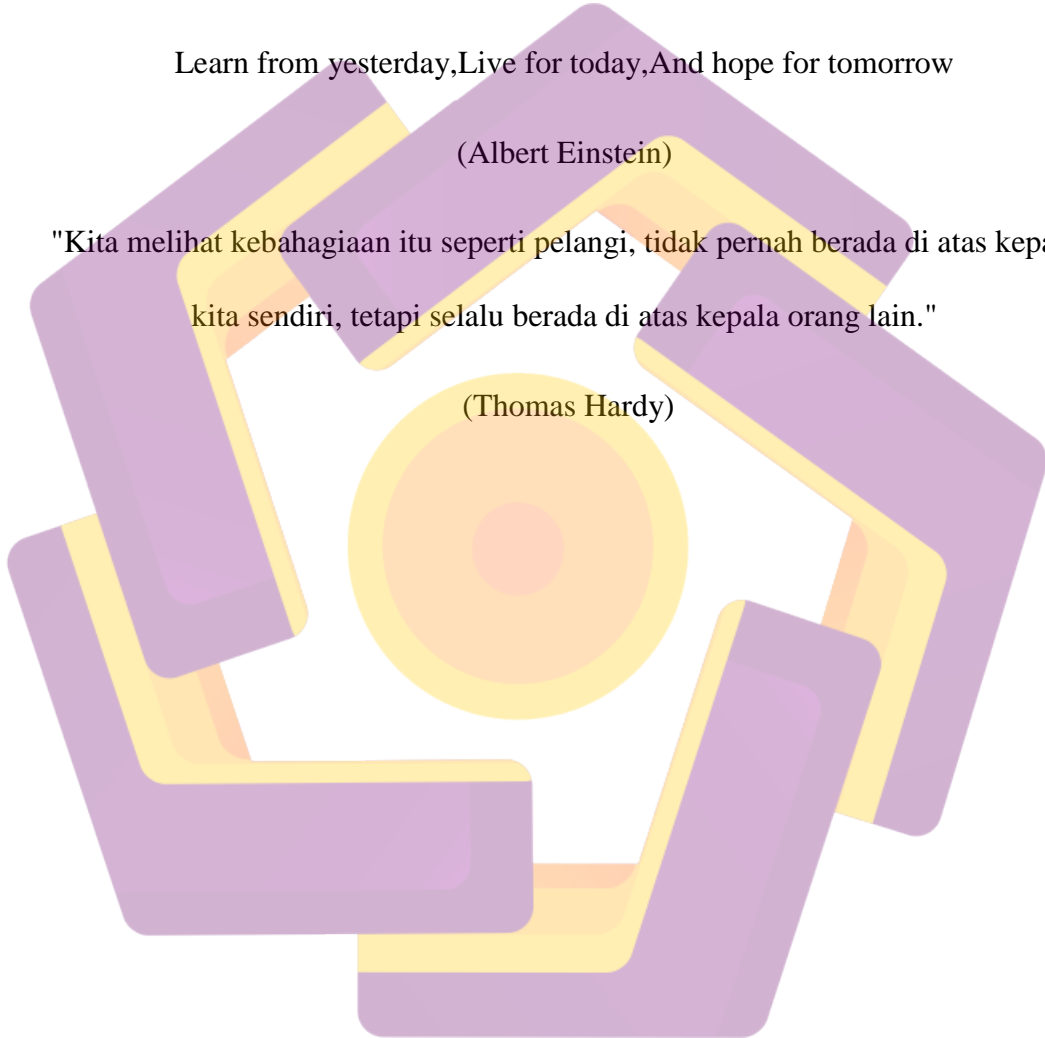 Learn from yesterday,Live for today,And hope for tomorrow
(Albert Einstein)
"Kita melihat kebahagiaan itu seperti pelangi, tidak pernah berada di atas
kita sendiri, tetapi selalu berada di atas kepala orang lain."
(Thomas Hardy)